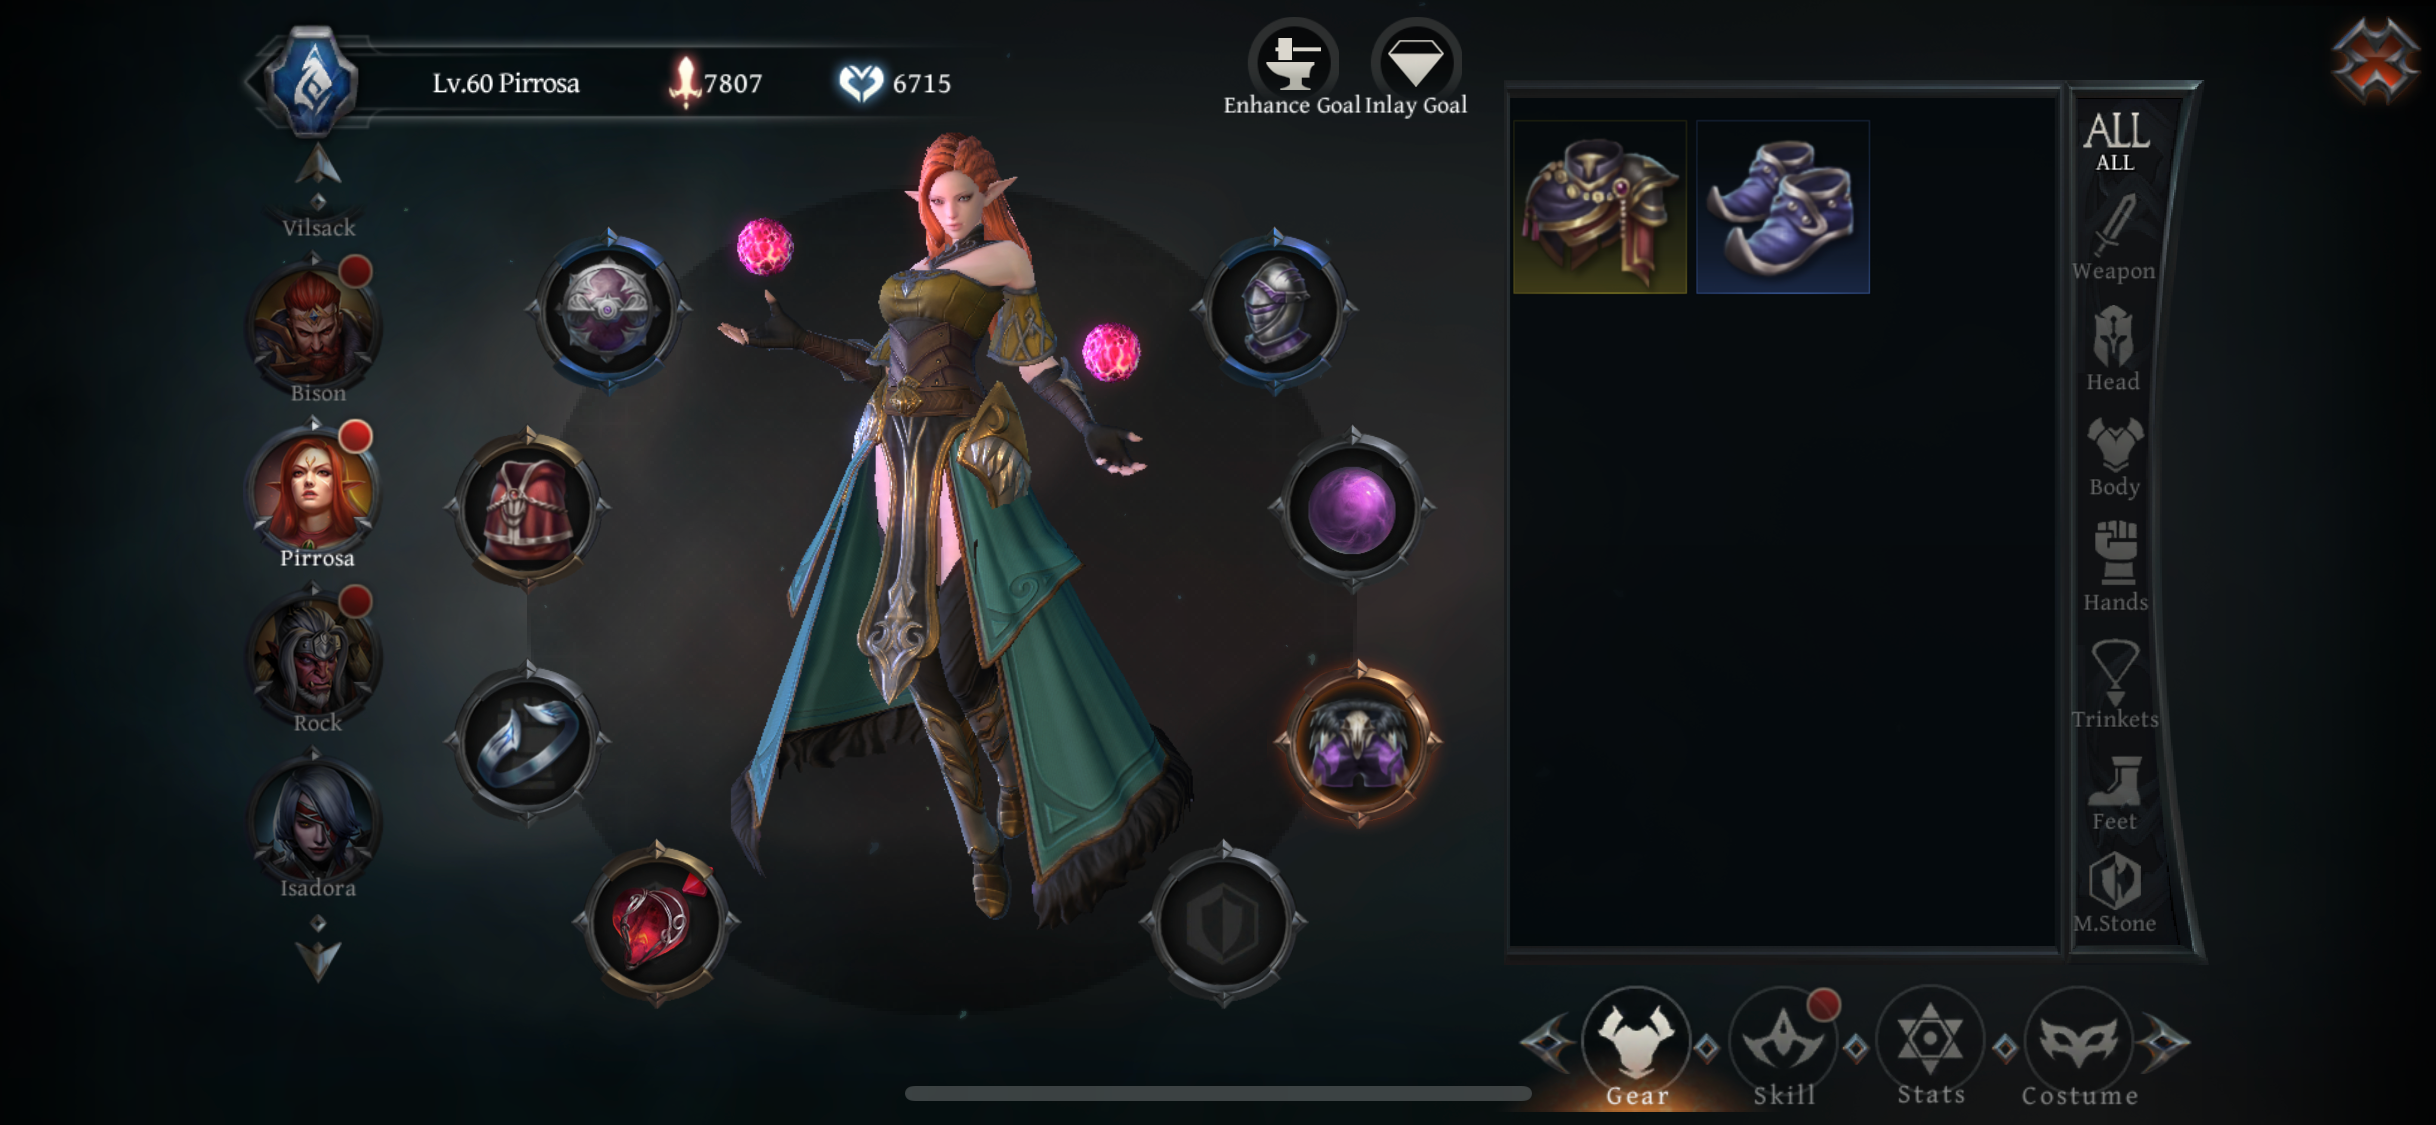 Lv.60 Pirrosa
7807
6715
Enhance Goal
Inlay Goal
Vilsack
Bison
Pirrosa
Rock
Isadora
ALL
ALL
Weapon
Head
Body
Hands
Trinkets
Feet
M.Stone
Gear
Skill
Stats
Costume